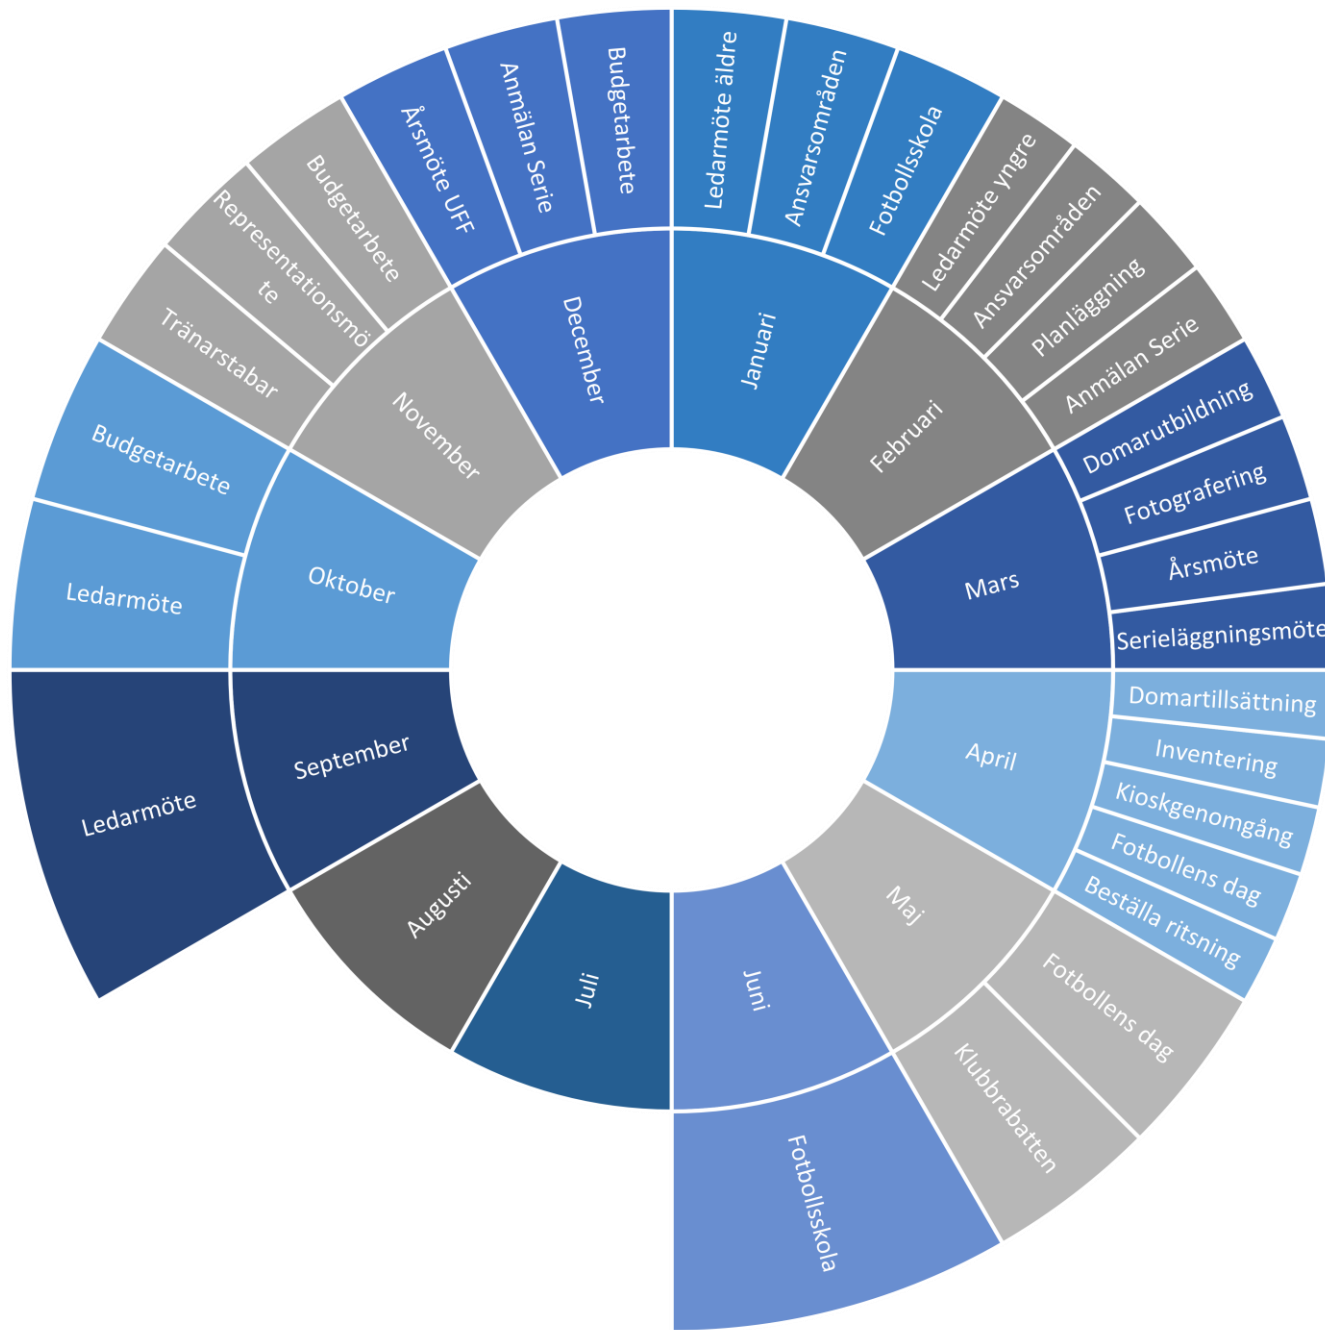 Januari
Ledarmöte äldre
Ansvarsområden
Fotbollsskola
Februari
Ledarmöte yngre
Ansvarsområden
Planläggning
Anmälan Serie
Mars
Domarutbildning
Fotografering
Årsmöte
Serieläggningsmöte
April
Domartillsättning
Inventering
Kioskgenomgång
Fotbollens dag
Beställa ritsning
Maj
Fotbollens dag
Klubbrabatten
Juni
Fotbollsskola
Juli
Augusti
September
Ledarmöte
Oktober
Ledarmöte
Budgetarbete
November
Tränarstabar
Representationsmö
te
Budgetarbete
December
Årsmöte UFF
Anmälan Serie
Budgetarbete